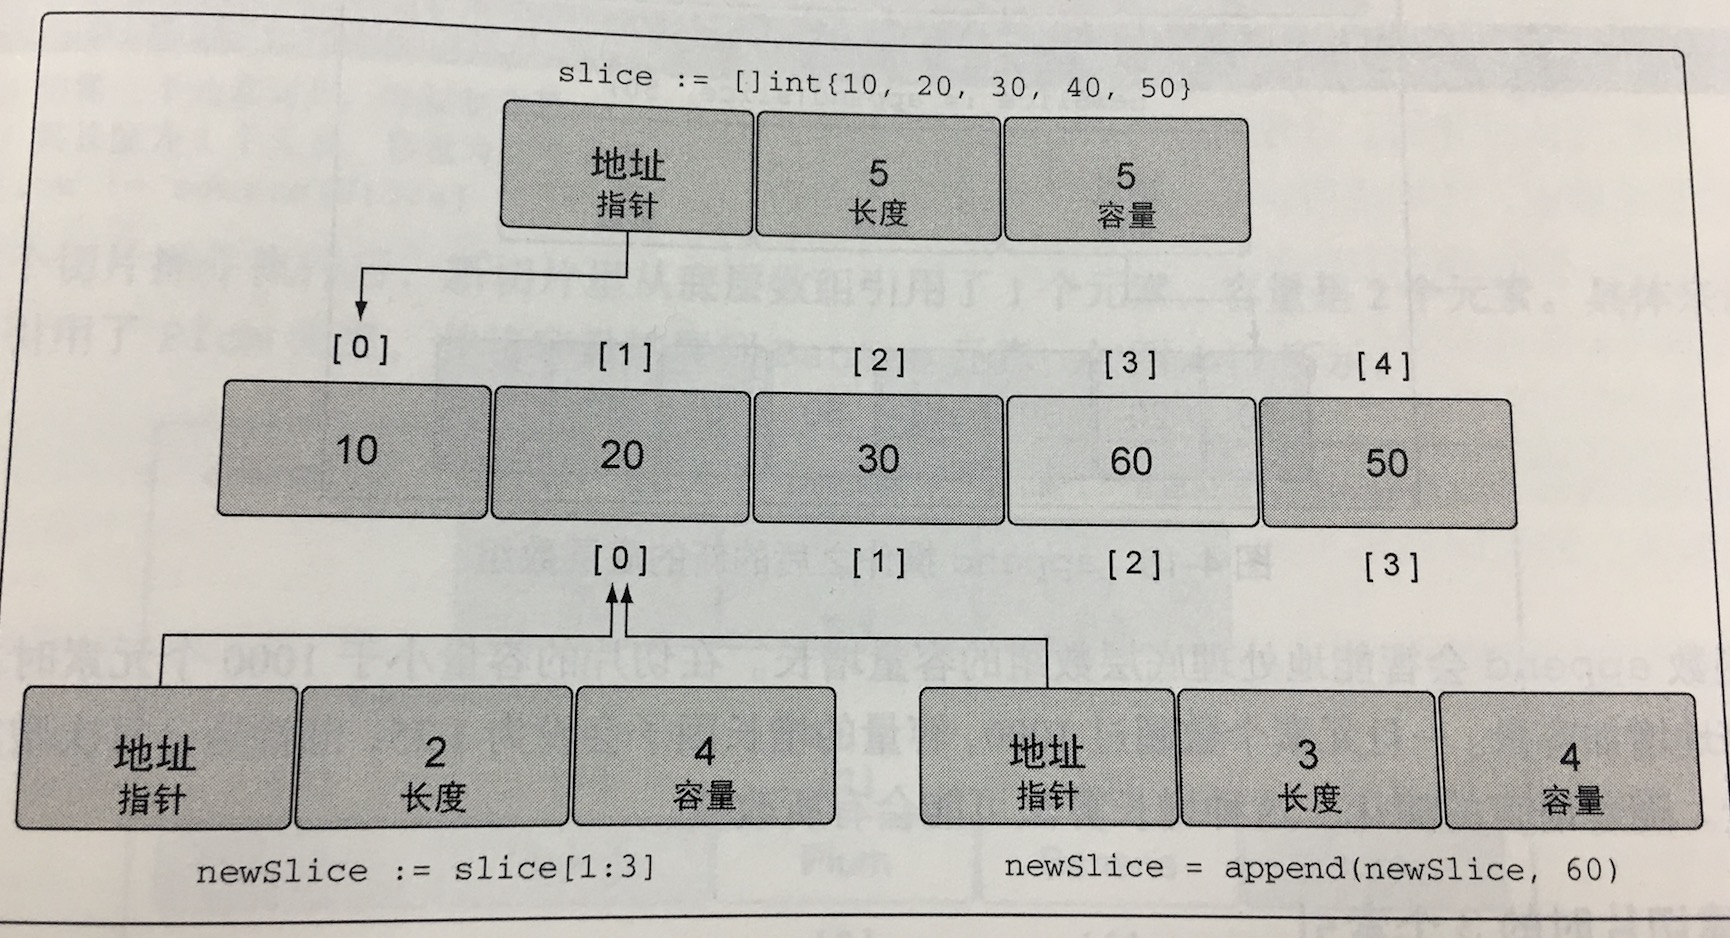 slice := []int{10, 20, 30, 40, 50}
地址 5 5
指针 长度 容量
[0] [1] [2] [3] [4]
10 20 30 60 50
[0] [1] [2] [3]
地址 2 4 地址 3 4
指针 长度 容量 指针 长度 容量
newSlice := slice[1:3] newSlice = append(newSlice, 60)